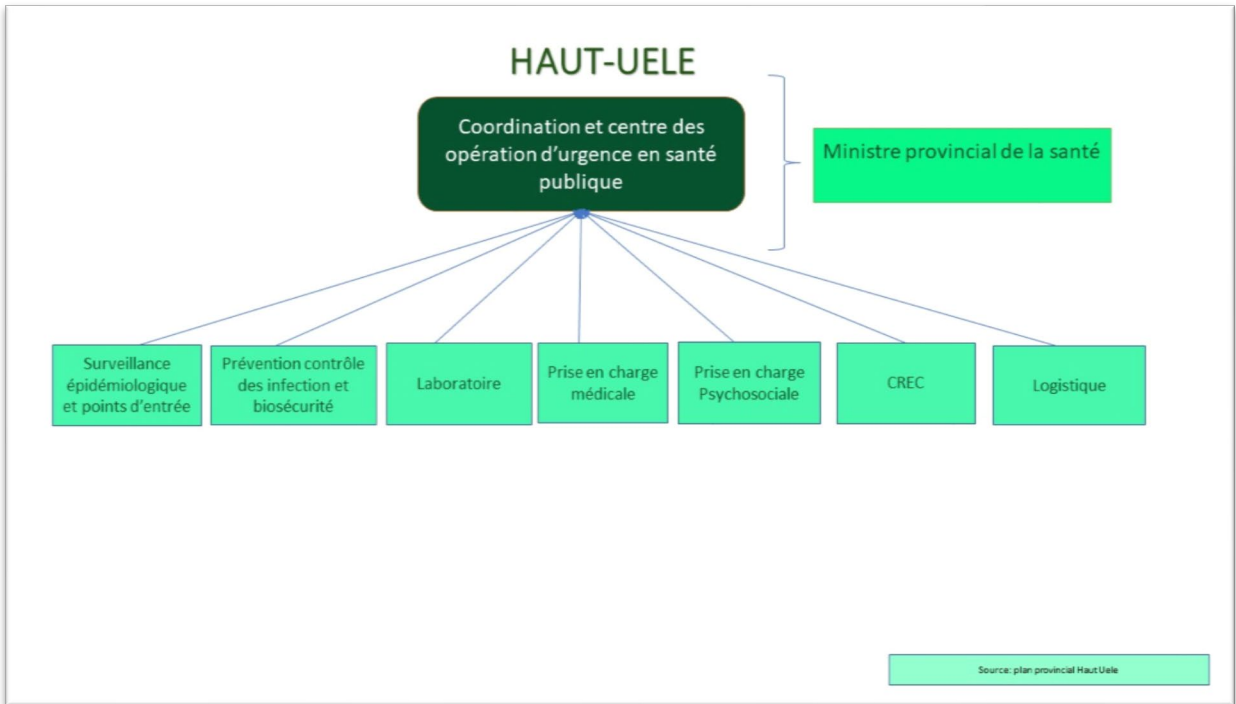 HAUT-UELE
Coordination et centre des
opération d'urgence en santé
publique
Ministre provincial de la santé
Surveillance
épidémiologique
et points d'entrée
Prévention contrôle
des infection et
biosécurité
Laboratoire
Prise en charge
médicale
Prise en charge
Psychosociale
CREC
Logistique
Source: plan provincial Haut Uele